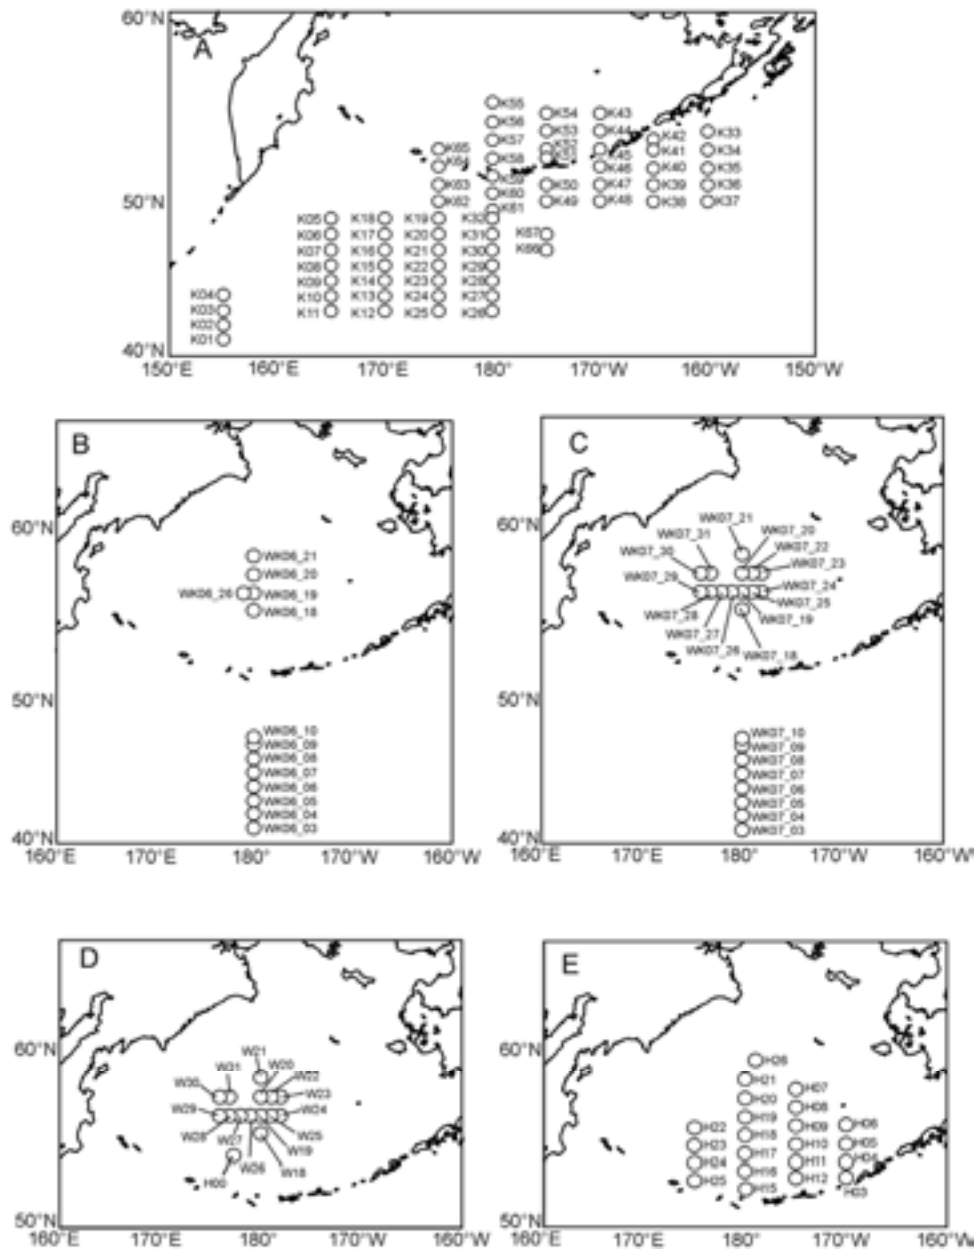 60°N
A
K55
K56
K54
K43
K57
K53
K44
K42
K33
K65
K52
K41
K34
K64
K58
K51
K45
K59
K46
K40
K35
K63
K60
K50
K47
K39
K36
50°N
K62
K61
K49
K48
K38
K37
K05
K18
K19
K32
K06
K17
K20
K31
K67
K07
K16
K21
K30
K66
K08
K15
K22
K29
K09
K14
K23
K28
K04
K10
K13
K24
K27
K03
K11
K12
K25
K26
K02
K01
40°N
150°E
160°E
170°E
180°
170°W
160°W
150°W
B
60°N
WK06_21
WK06_20
WK06_26
WK06_19
WK06_18
50°N
WK06_10
WK06_09
WK06_08
WK06_07
WK06_06
WK06_05
WK06_04
WK06_03
40°N
160°E
170°E
180°
170°W
160°W
C
60°N
WK07_21
WK07_20
WK07_31
WK07_22
WK07_30
WK07_23
WK07_29
WK07_24
WK07_28
WK07_25
WK07_27
WK07_19
WK07_26
WK07_18
50°N
WK07_10
WK07_09
WK07_08
WK07_07
WK07_06
WK07_05
WK07_04
WK07_03
40°N
160°E
170°E
180°
170°W
160°W
D
60°N
W21
W20
W31
W22
W30
W23
W29
W24
W28
W25
W27
W19
W26
W18
H00
50°N
160°E
170°E
180°
170°W
160°W
E
60°N
H26
H21
H07
H20
H08
H19
H09
H06
H22
H18
H10
H05
H23
H17
H11
H04
H24
H16
H12
H03
H25
H15
50°N
160°E
170°E
180°
170°W
160°W